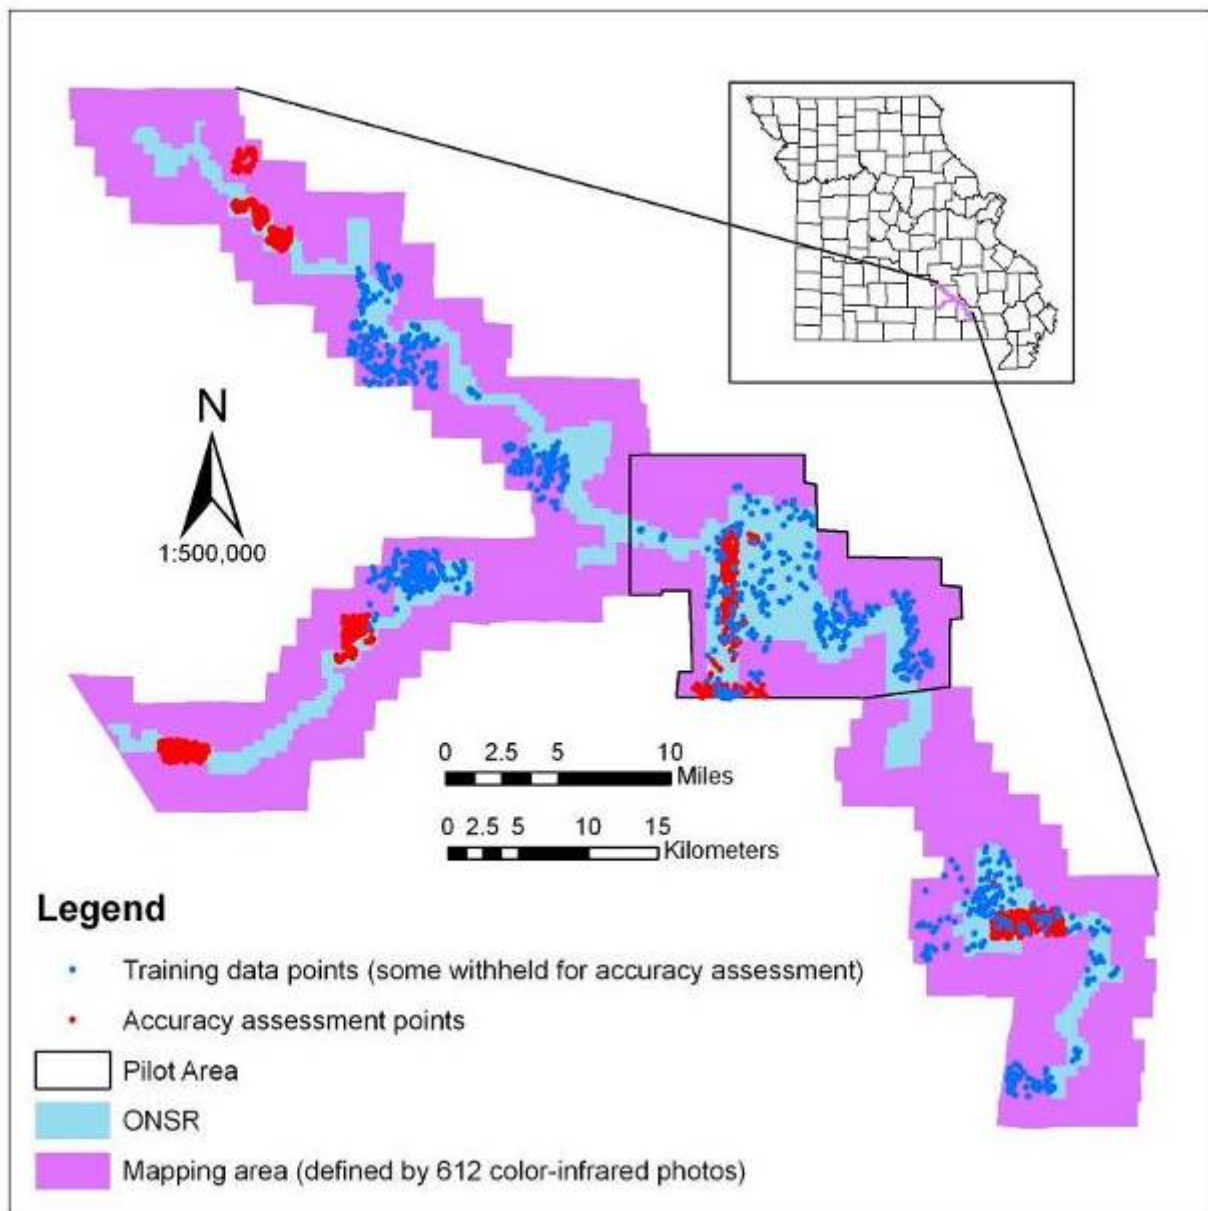 N
1:500,000
0 2.5 5 10
Miles
0 2.5 5 10 15
Kilometers
Legend
Training data points (some withheld for accuracy assessment)
Accuracy assessment points
Pilot Area
ONSR
Mapping area (defined by 612 color-infrared photos)